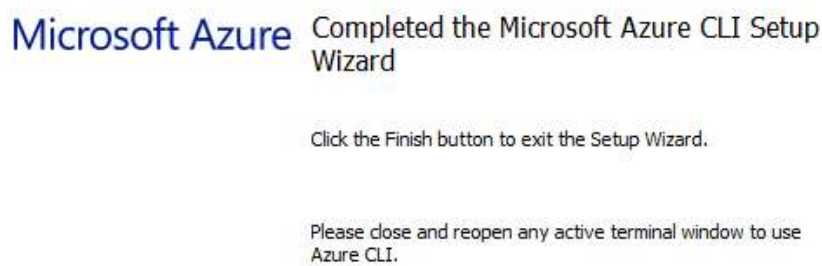 Microsoft Azure
Completed the Microsoft Azure CLI Setup
Wizard
Click the Finish button to exit the Setup Wizard.
Please close and reopen any active terminal window to use
Azure CLI.